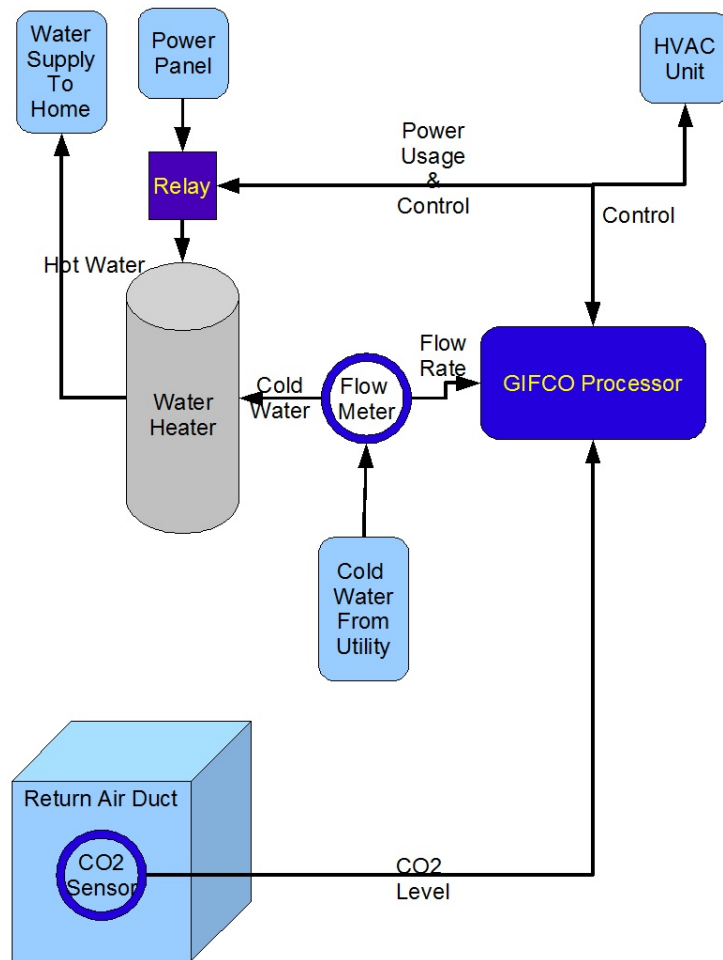 Water
Supply
To
Home
Power
Panel
HVAC
Unit
Relay
Power
Usage
&
Control
Control
Hot Water
Water
Heater
Cold
Water
Flow
Meter
Flow
Rate
GIFCO Processor
Cold
Water
From
Utility
Return Air Duct
CO2
Sensor
CO2
Level